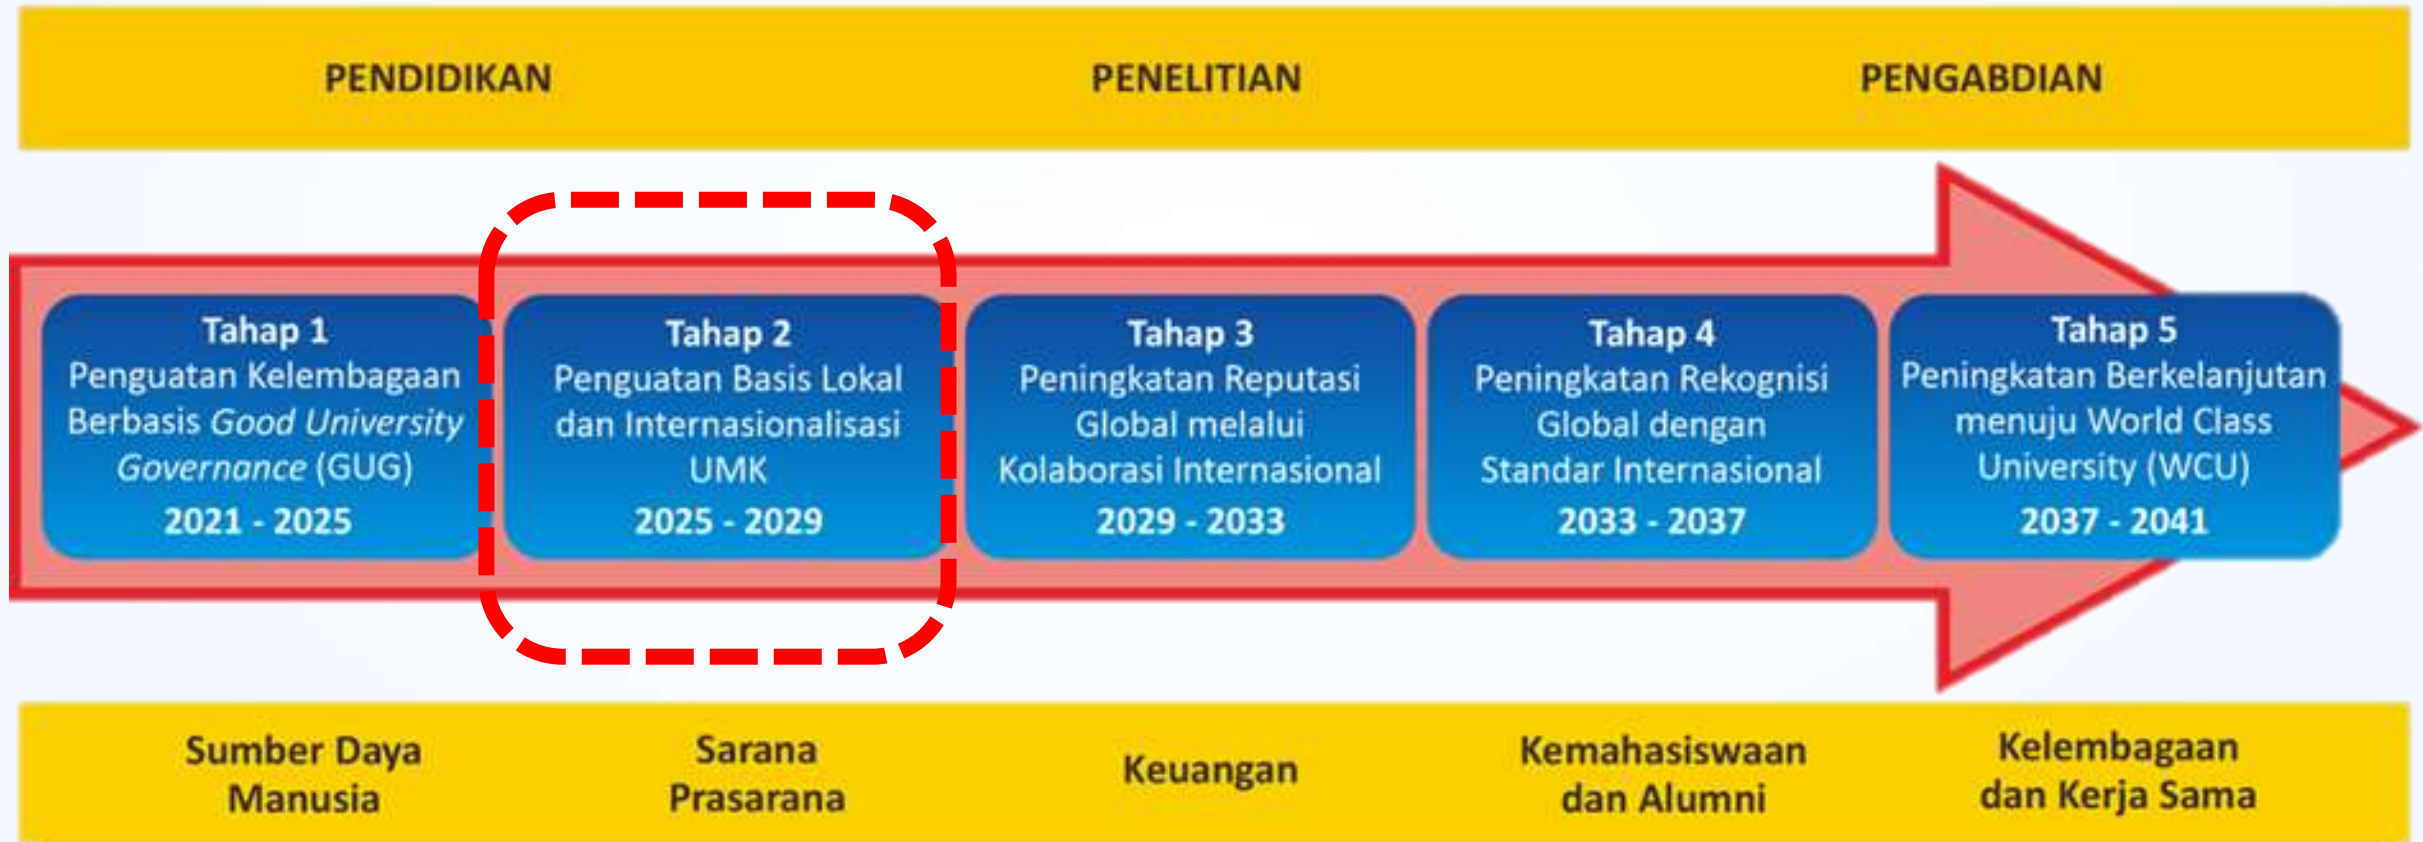 PENDIDIKAN
PENELITIAN
PENGABDIAN
Tahap 1
Penguatan Kelembagaan
Berbasis Good University
Governance (GUG)
2021 - 2025
Tahap 2
Penguatan Basis Lokal
dan Internasionalisasi
UMK
2025 - 2029
Tahap 3
Peningkatan Reputasi
Global melalui
Kolaborasi Internasional
2029 - 2033
Tahap 4
Peningkatan Rekognisi
Global dengan
Standar Internasional
2033 - 2037
Tahap 5
Peningkatan Berkelanjutan
menuju World Class
University (WCU)
2037 - 2041
Sumber Daya
Manusia
Sarana
Prasarana
Keuangan
Kemahasiswaan
dan Alumni
Kelembagaan
dan Kerja Sama